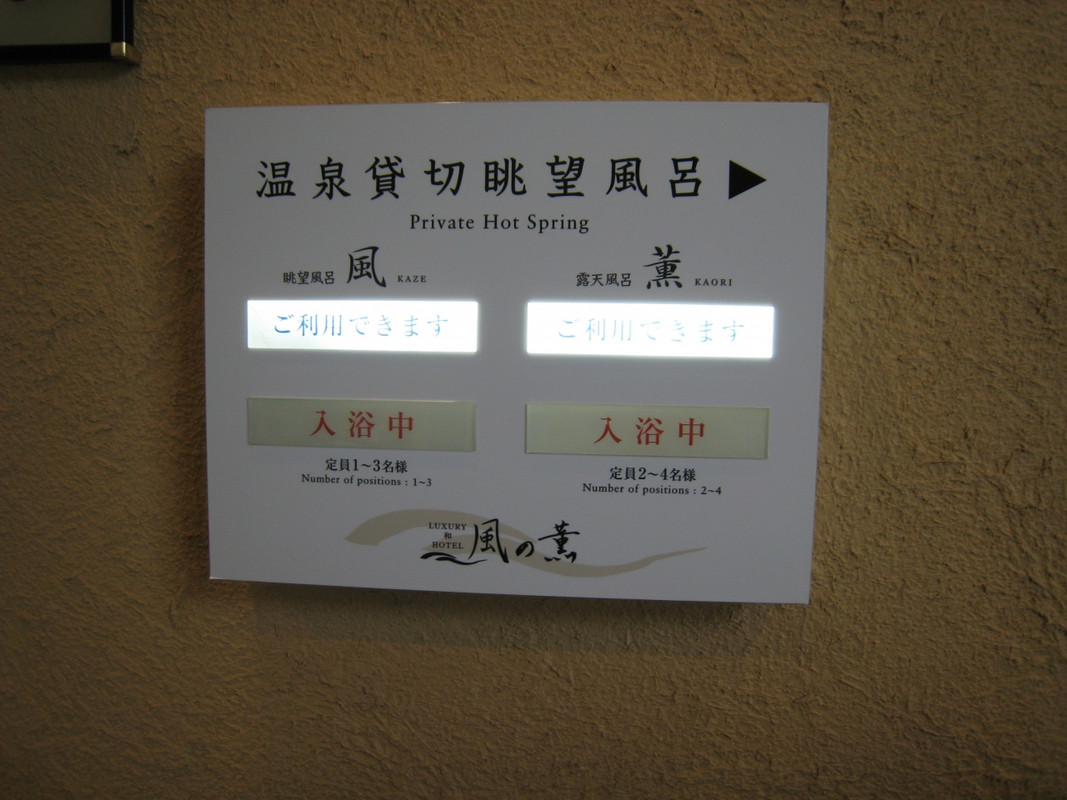 温泉貸切眺望風呂▶
Private Hot Spring
眺望風呂 風 KAZE
露天風呂 薫 KAORI
ご利用できます
ご利用できます
入浴中
入浴中
定員1～3名様
Number of positions : 1~3
定員2～4名様
Number of positions : 2~4
LUXURY
和
HOTEL
風の薫